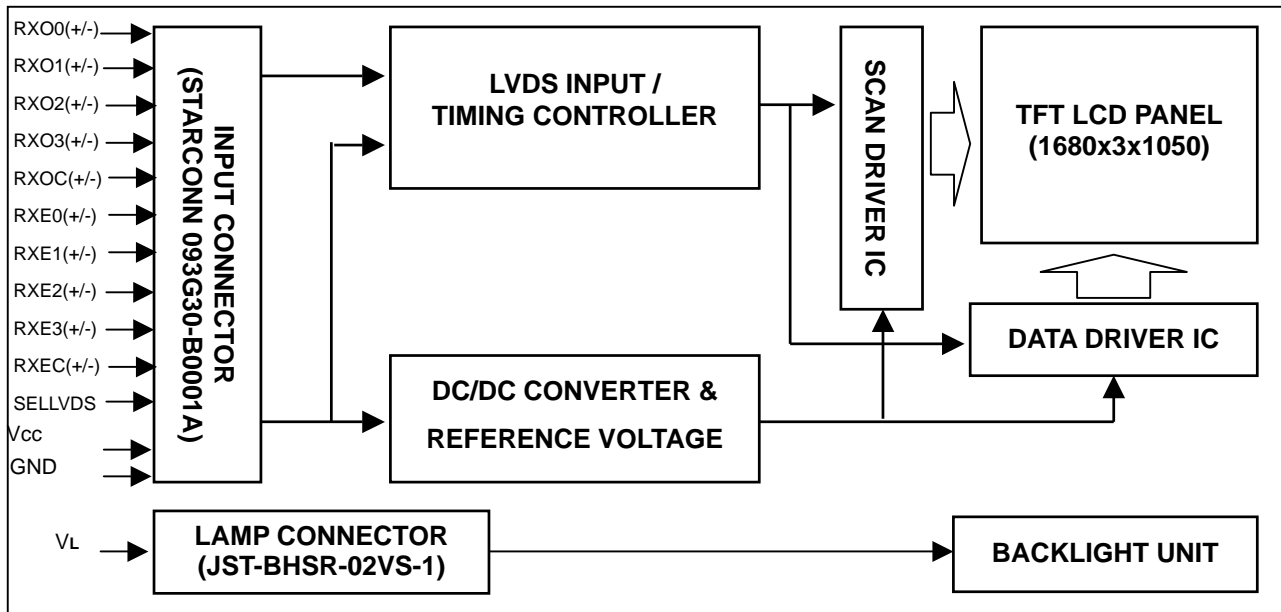 RXO0(+/-)
RXO1(+/-)
RXO2(+/-)
RXO3(+/-)
RXOC(+/-)
RXE0(+/-)
RXE1(+/-)
RXE2(+/-)
RXE3(+/-)
RXEC(+/-)
SELLVDS
Vcc
GND
INPUT CONNECTOR
(STARCONN 093G30-B0001A)
LVDS INPUT /
TIMING CONTROLLER
SCAN DRIVER IC
TFT LCD PANEL
(1680x3x1050)
DATA DRIVER IC
DC/DC CONVERTER &
REFERENCE VOLTAGE
VL
LAMP CONNECTOR
(JST-BHSR-02VS-1)
BACKLIGHT UNIT